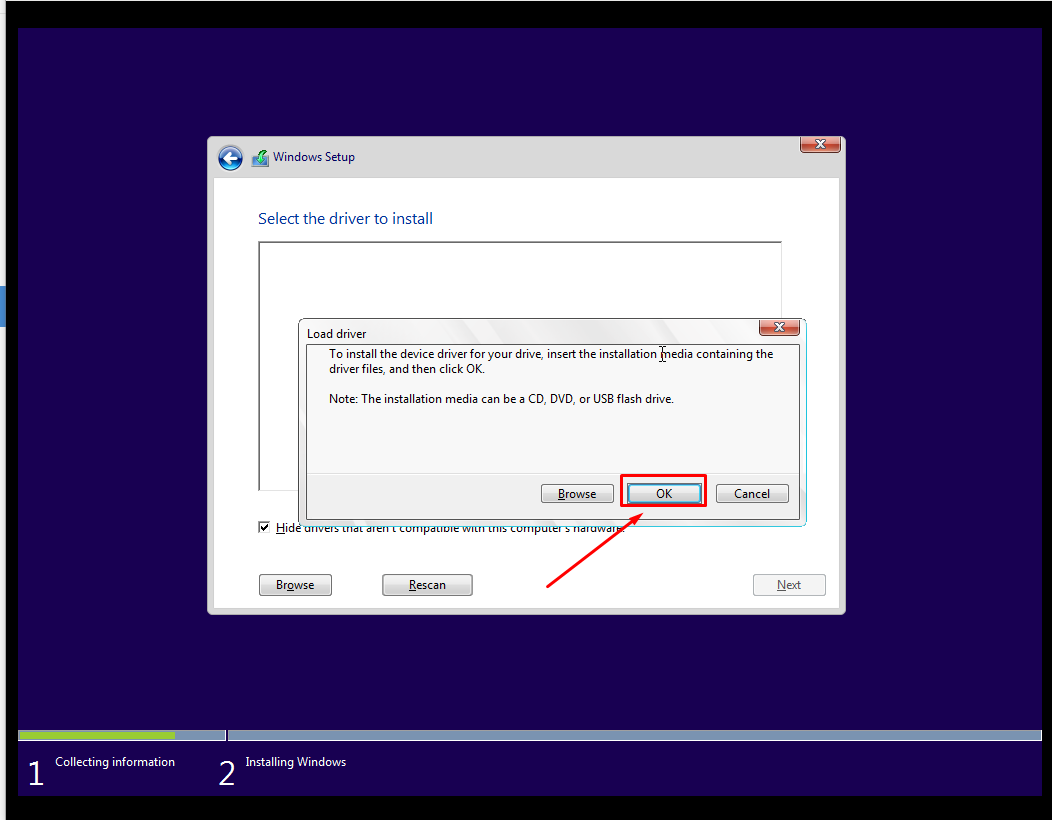 Windows Setup
Select the driver to install
Load driver
To install the device driver for your drive, insert the installation media containing the
driver files, and then click OK.
Note: The installation media can be a CD, DVD, or USB flash drive.
Browse OK Cancel
Hide drivers that aren't compatible with this computer's hardware.
Browse Rescan Next
1 Collecting information 2 Installing Windows